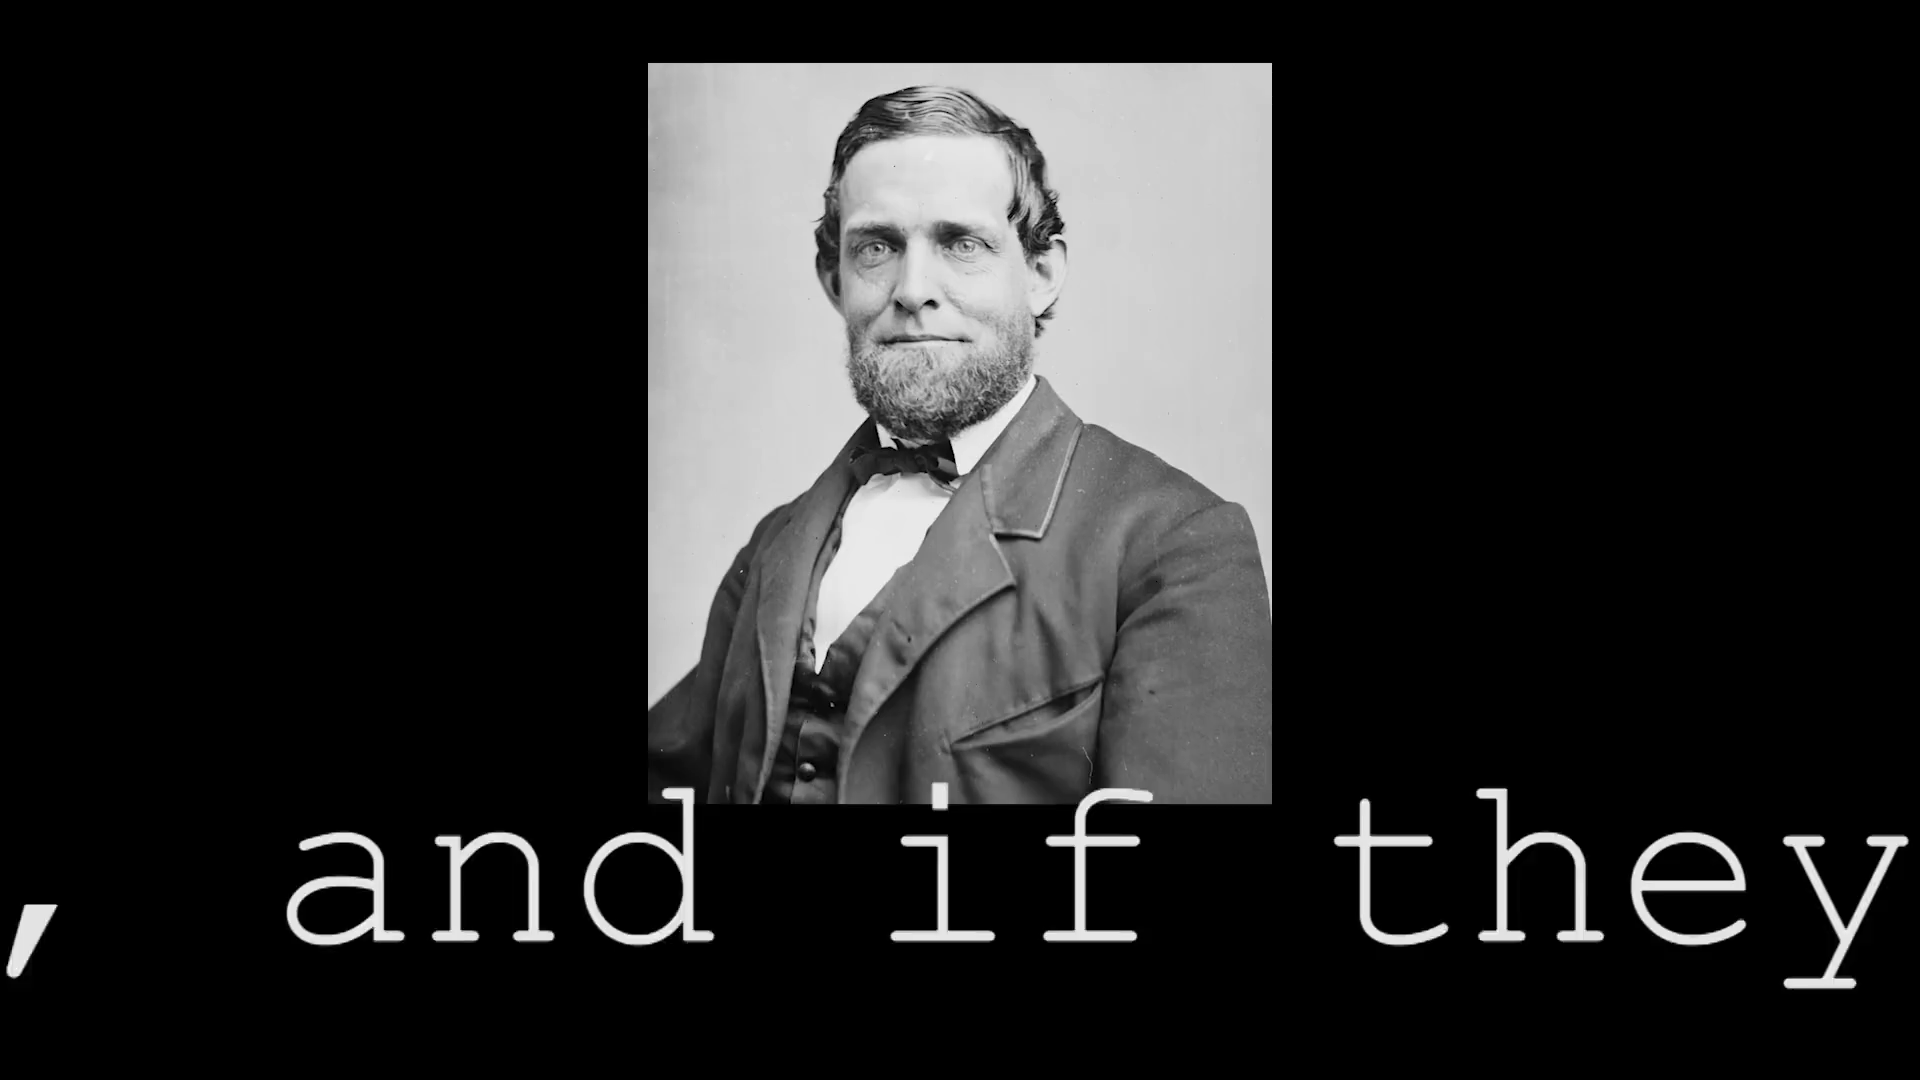 , and if they